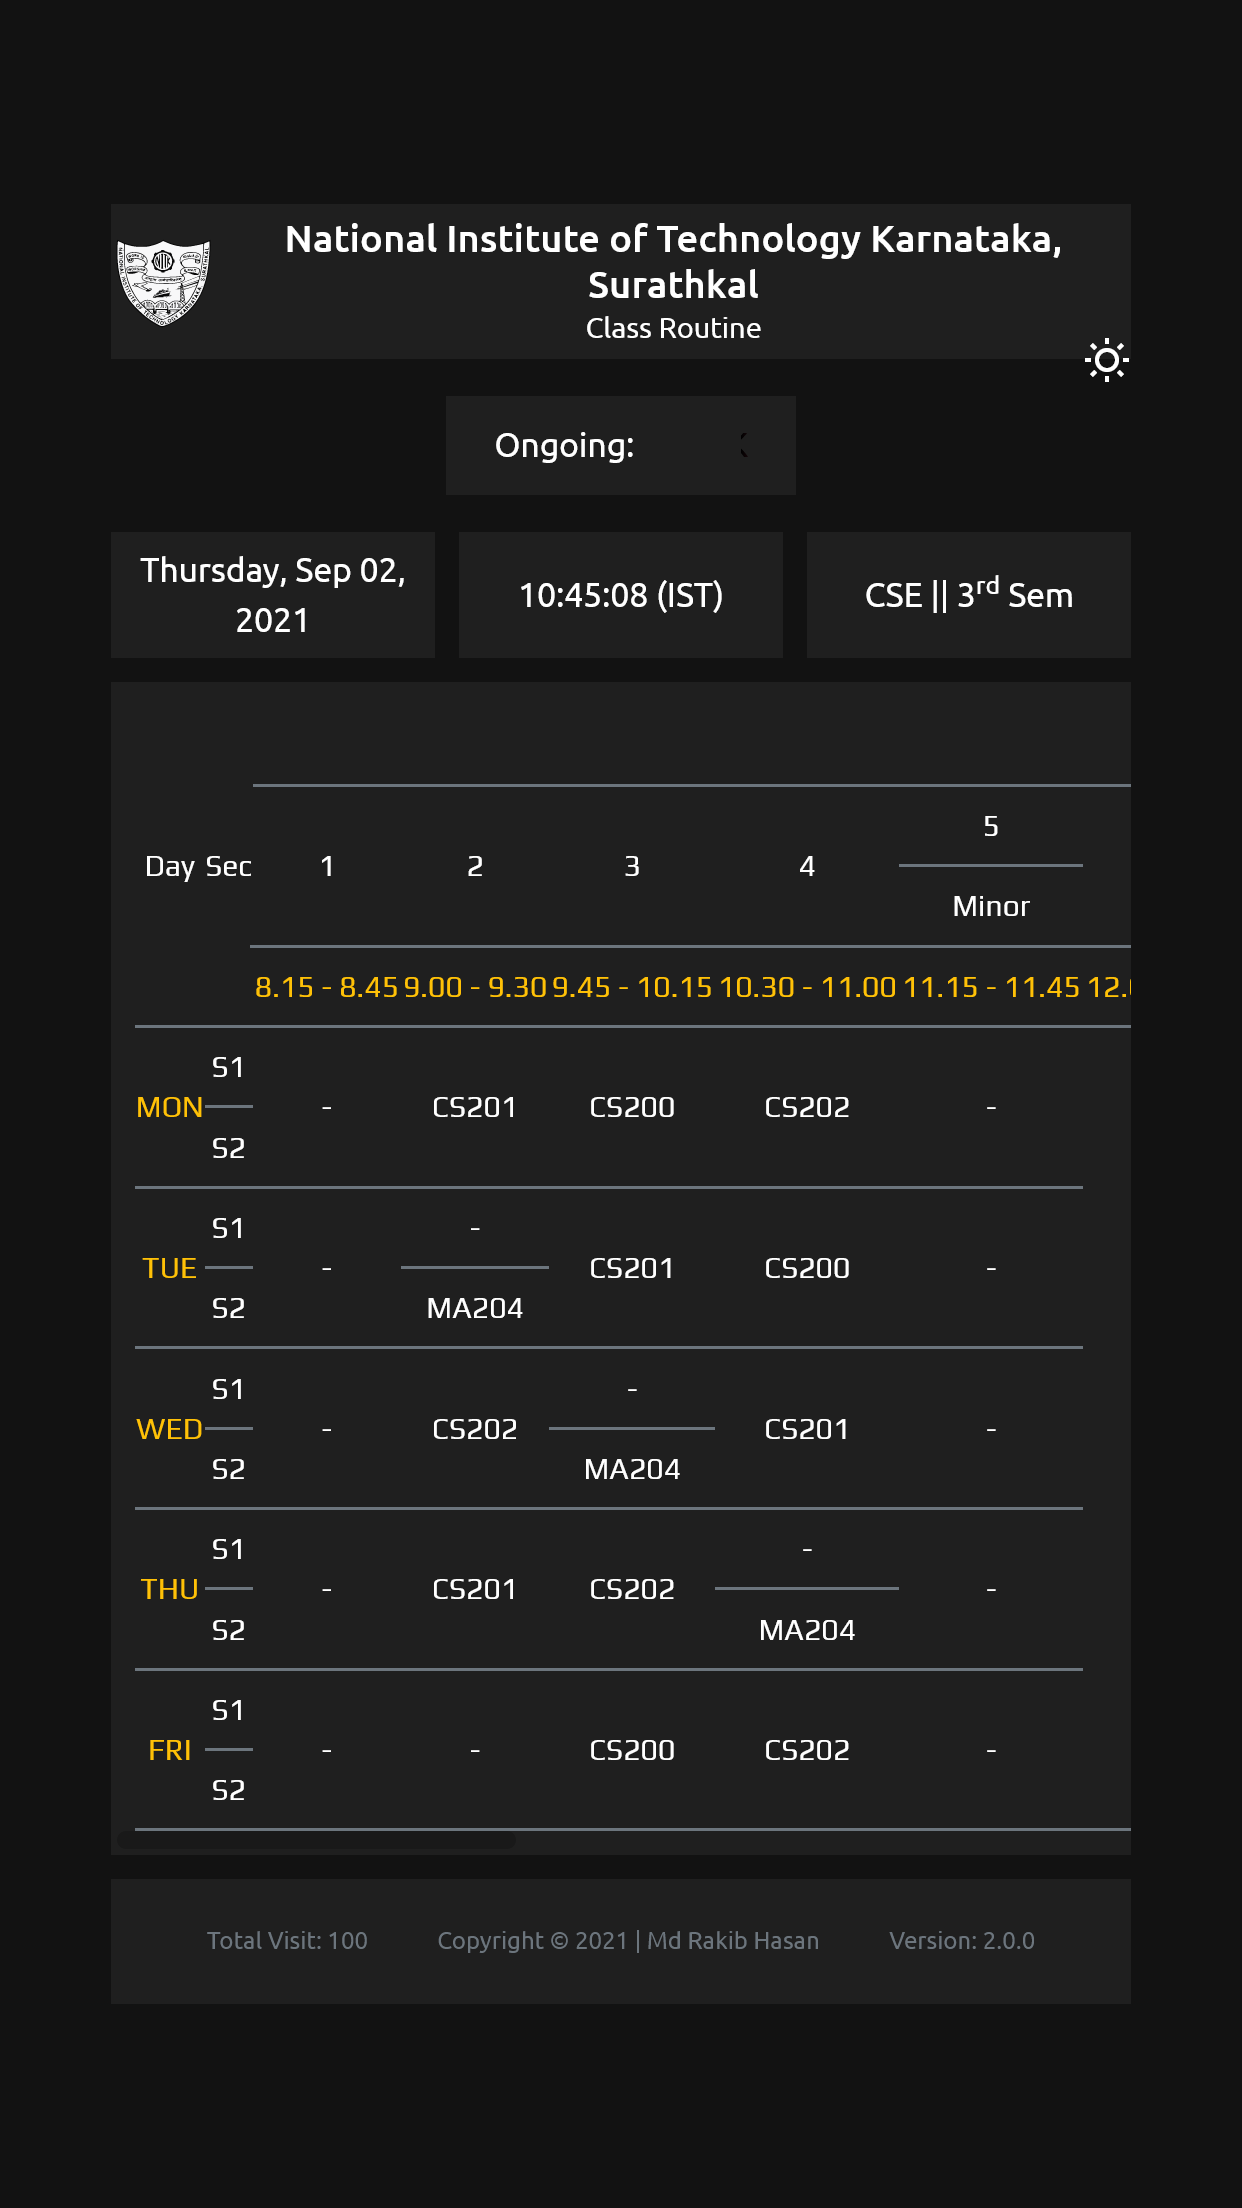 National Institute of Technology Karnataka,
Surathkal
Class Routine
Ongoing:
Thursday, Sep 02,
2021
10:45:08 (IST)
CSE || 3rd Sem
Day Sec 1 2 3 4 5
Minor
8.15 - 8.45 9.00 - 9.30 9.45 - 10.15 10.30 - 11.00 11.15 - 11.45
MON S1 - CS201 CS200 CS202 -
S2
TUE S1 - - CS201 CS200 -
S2 MA204
WED S1 - CS202 - CS201 -
S2 MA204
THU S1 - CS201 CS202 - -
S2 MA204
FRI S1 - - CS200 CS202 -
S2
Total Visit: 100 Copyright © 2021 | Md Rakib Hasan Version: 2.0.0